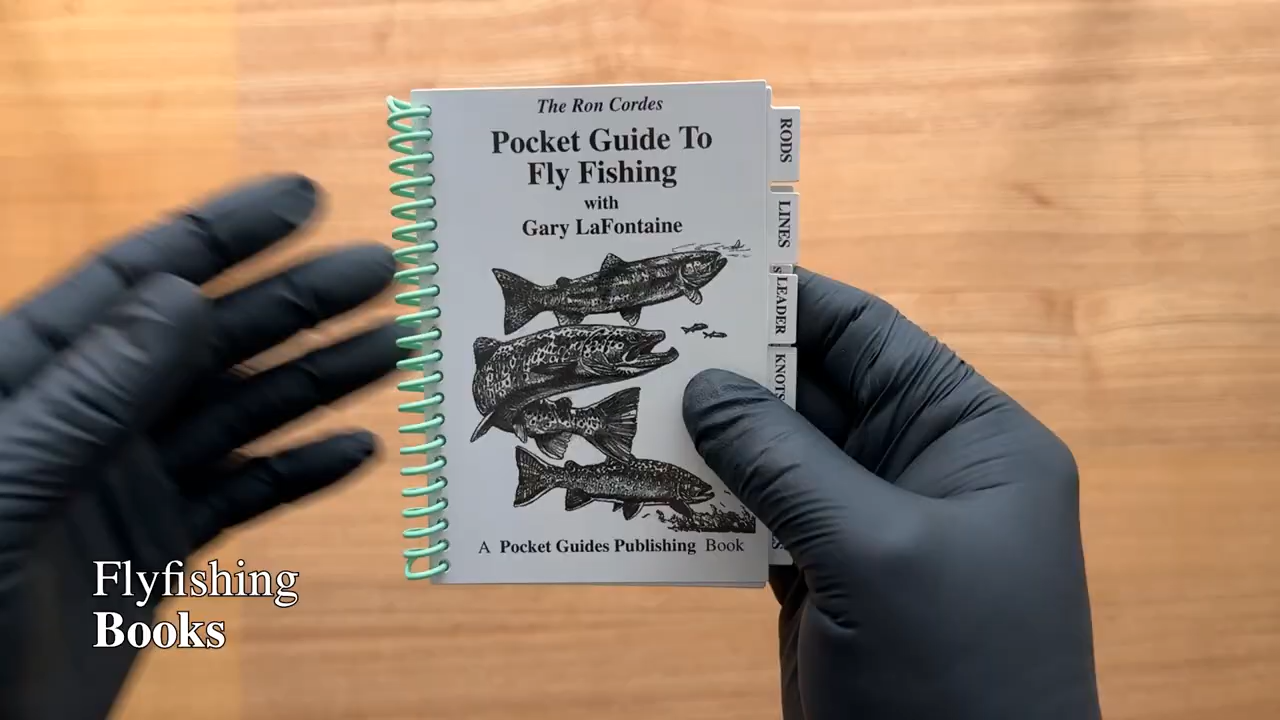 The Ron Cordes
Pocket Guide To
Fly Fishing
with
Gary LaFontaine
A Pocket Guides Publishing Book
RODS
LINES
LEADER
KNOTS
Flyfishing
Books